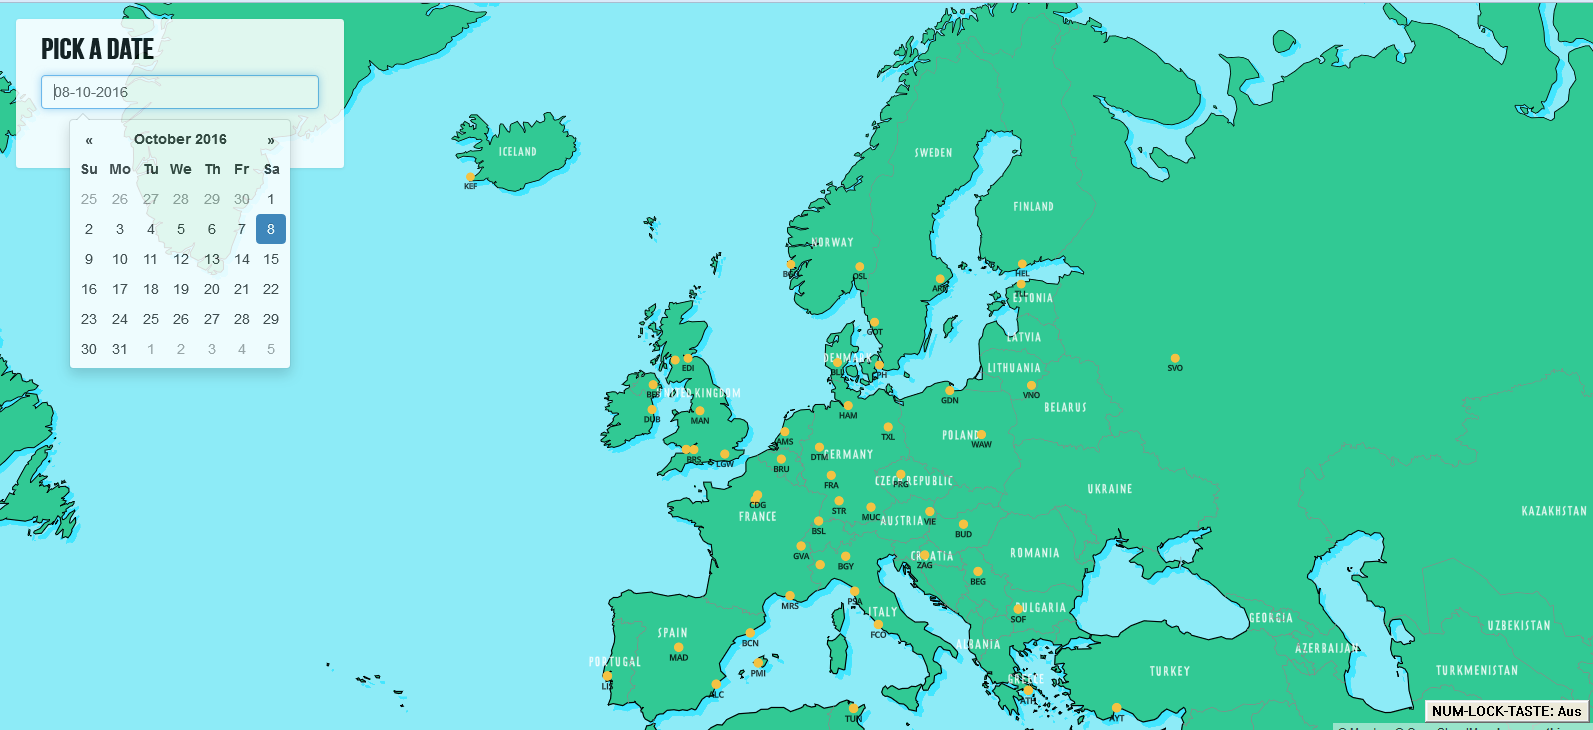 PICK A DATE
08-10-2016
« October 2016 »
Su Mo Tu We Th Fr Sa
25 26 27 28 29 30 1
2 3 4 5 6 7 8
9 10 11 12 13 14 15
16 17 18 19 20 21 22
23 24 25 26 27 28 29
30 31 1 2 3 4 5
ICELAND
KEF
SWEDEN
FINLAND
NORWAY
OSL
ARN
HEL
ESTONIA
GOT
LATVIA
DENMARK
CPH
LITHUANIA
SVO
EDI
VNO
GDN
UNITED KINGDOM
BELARUS
DUB
MAN
HAM
AMS
TXL
POLAND
WAW
BRS
LGW
BRU
DTM
GERMANY
FRA
PRG
CZECH REPUBLIC
UKRAINE
CDG
FRANCE
STR
MUC
AUSTRIA
VIE
KAZAKHSTAN
BSL
BUD
GVA
BGY
CROATIA
ZAG
ROMANIA
BEG
MRS
PSA
ITALY
BULGARIA
SOF
GEORGIA
UZBEKISTAN
SPAIN
BCN
FCO
MAD
ALBANIA
AZERBAIJAN
PORTUGAL
PMI
TURKEY
TURKMENISTAN
LIS
ALC
GREECE
ATH
TUN
AYT
NUM-LOCK-TASTE: Aus